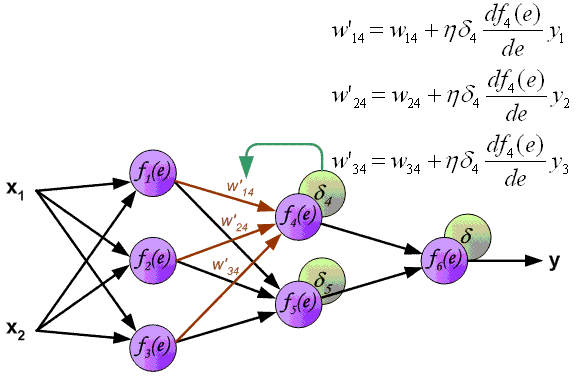 w'₁₄ = w₁₄ + ηδ₄ df₄(e)/de y₁
w'₂₄ = w₂₄ + ηδ₄ df₄(e)/de y₂
w'₃₄ = w₃₄ + ηδ₄ df₄(e)/de y₃
x₁
x₂
f₁(e)
f₂(e)
f₃(e)
w'₁₄
w'₂₄
w'₃₄
f₄(e)
δ₄
f₅(e)
δ₅
f₆(e)
δ
y